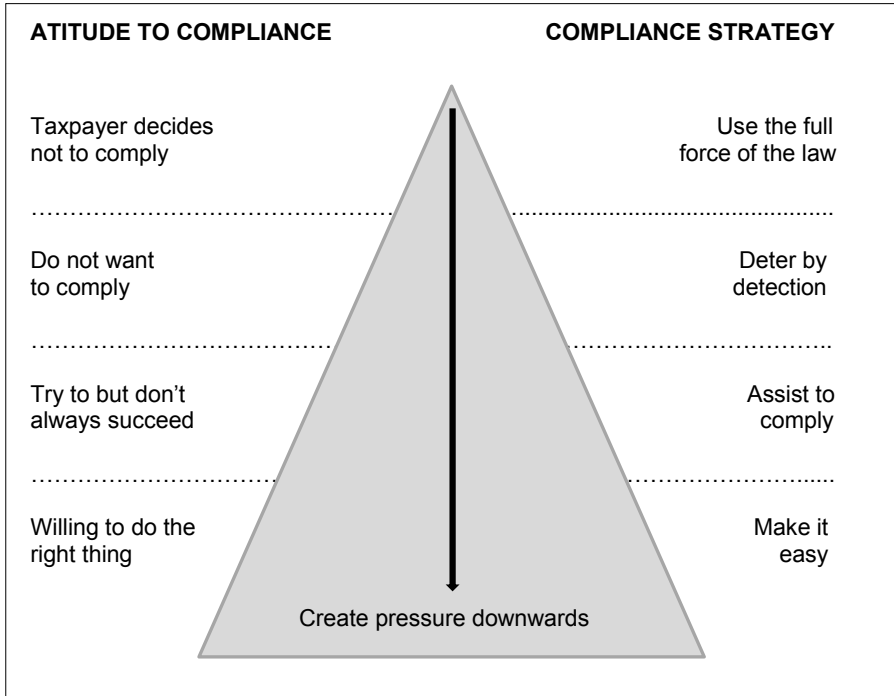 ATITUDE TO COMPLIANCE
COMPLIANCE STRATEGY
Taxpayer decides
not to comply
Use the full
force of the law
Do not want
to comply
Deter by
detection
Try to but don’t
always succeed
Assist to
comply
Willing to do the
right thing
Make it
easy
Create pressure downwards